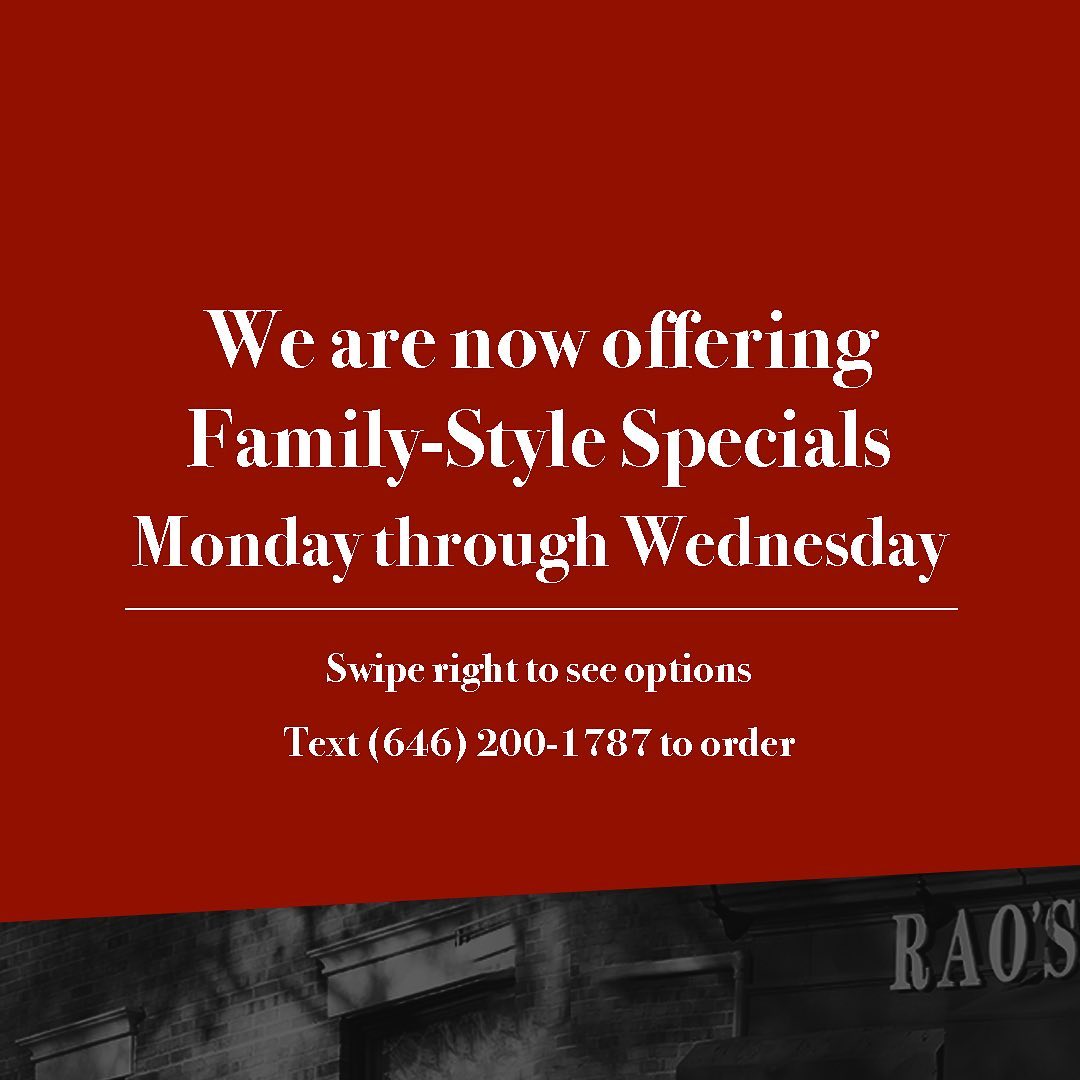 We are now offering
Family-Style Specials
Monday through Wednesday
Swipe right to see options
Text (646) 200-1787 to order
RAO'S